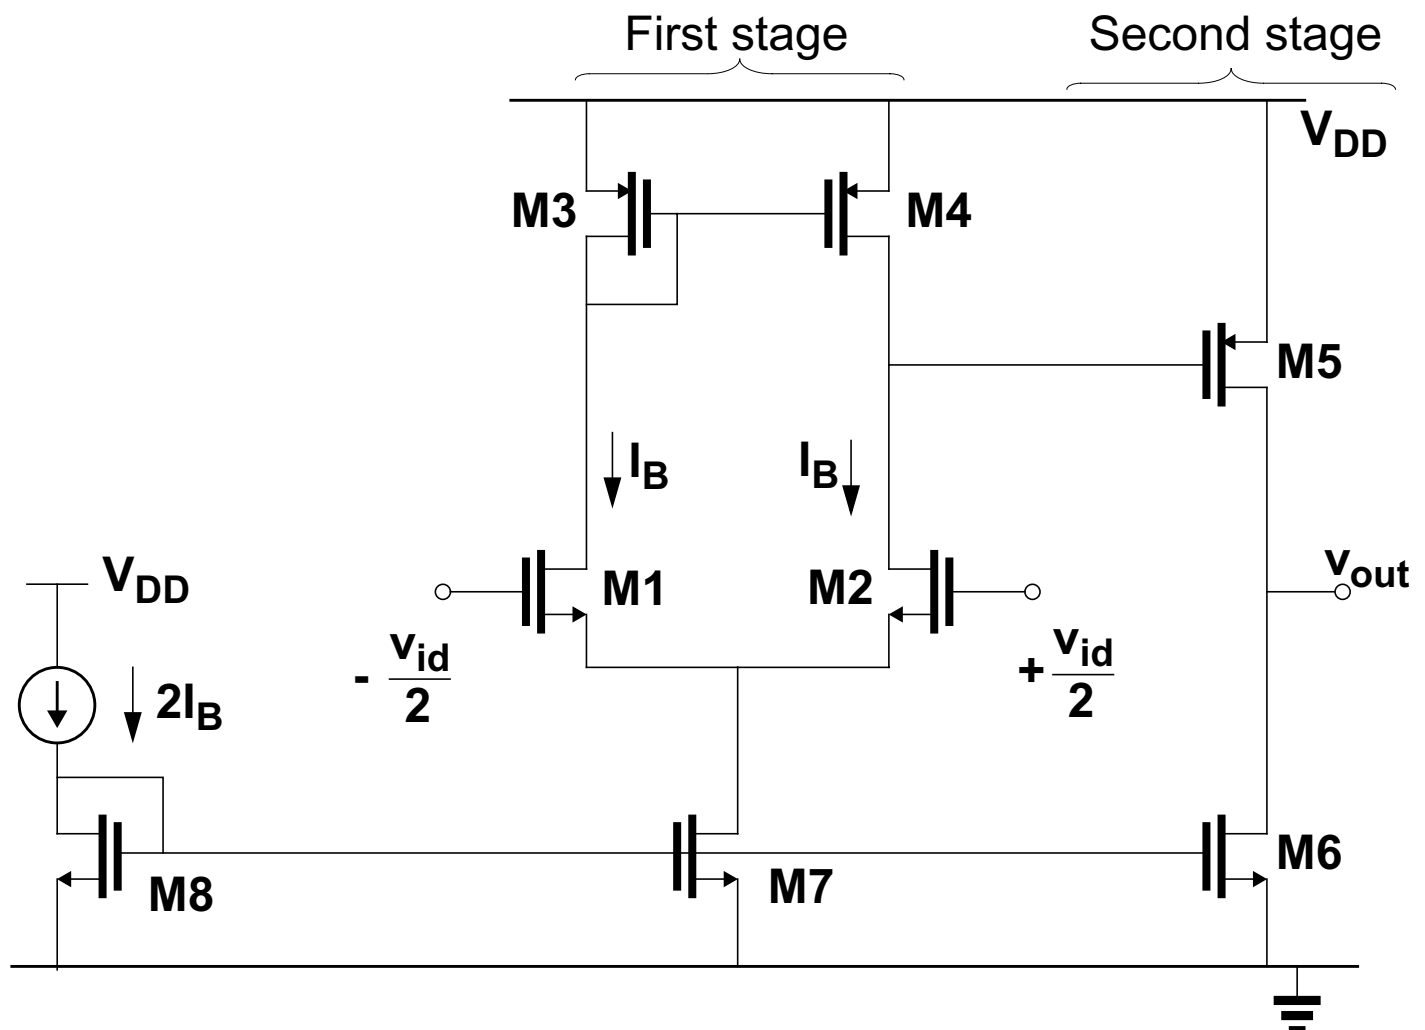 First stage
Second stage
V_DD
M3
M4
M5
I_B
I_B
V_DD
M1
M2
v_out
- v_id/2
+ v_id/2
2I_B
M8
M7
M6